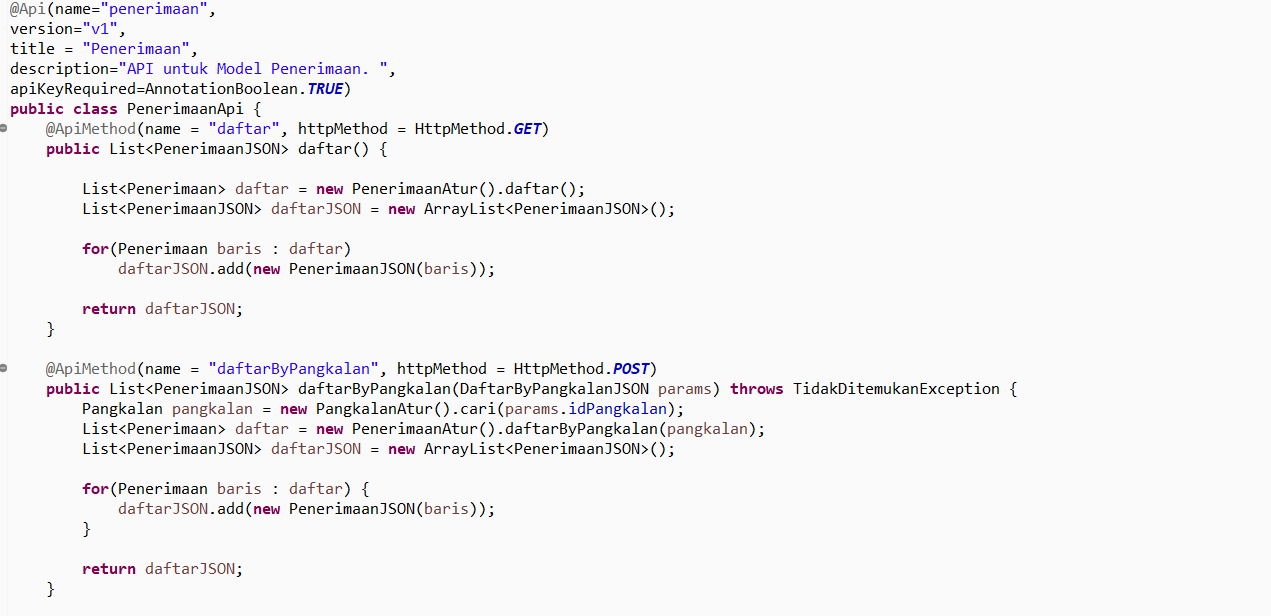 @Api(name="penerimaan",
version="v1",
title = "Penerimaan",
description="API untuk Model Penerimaan. ",
apiKeyRequired=AnnotationBoolean.TRUE)
public class PenerimaanApi {
    @ApiMethod(name = "daftar", httpMethod = HttpMethod.GET)
    public List<PenerimaanJSON> daftar() {
        List<Penerimaan> daftar = new PenerimaanAtur().daftar();
        List<PenerimaanJSON> daftarJSON = new ArrayList<PenerimaanJSON>();
        for(Penerimaan baris : daftar)
            daftarJSON.add(new PenerimaanJSON(baris));
        return daftarJSON;
    }
    @ApiMethod(name = "daftarByPangkalan", httpMethod = HttpMethod.POST)
    public List<PenerimaanJSON> daftarByPangkalan(DaftarByPangkalanJSON params) throws TidakDitemukanException {
        Pangkalan pangkalan = new PangkalanAtur().cari(params.idPangkalan);
        List<Penerimaan> daftar = new PenerimaanAtur().daftarByPangkalan(pangkalan);
        List<PenerimaanJSON> daftarJSON = new ArrayList<PenerimaanJSON>();
        for(Penerimaan baris : daftar) {
            daftarJSON.add(new PenerimaanJSON(baris));
        }
        return daftarJSON;
    }